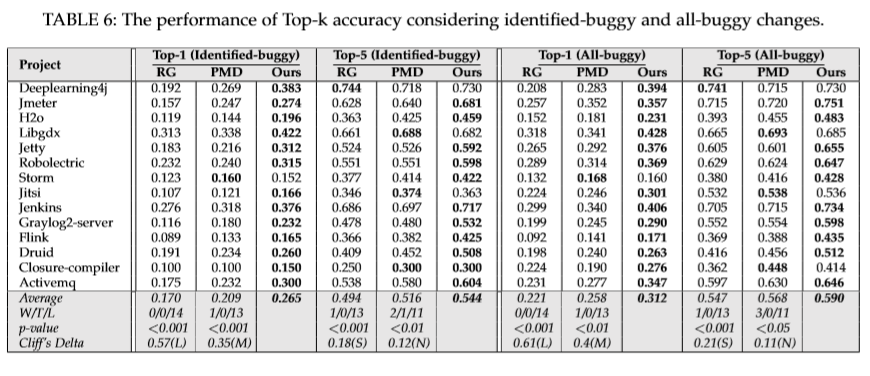 TABLE 6: The performance of Top-k accuracy considering identified-buggy and all-buggy changes.
Project Top-1 (Identified-buggy) Top-5 (Identified-buggy) Top-1 (All-buggy) Top-5 (All-buggy)
RG PMD Ours RG PMD Ours RG PMD Ours RG PMD Ours
Deeplearning4j 0.192 0.269 0.383 0.744 0.718 0.730 0.208 0.283 0.394 0.741 0.715 0.730
Jmeter 0.157 0.247 0.274 0.628 0.640 0.681 0.257 0.352 0.357 0.715 0.720 0.751
H2o 0.119 0.144 0.196 0.363 0.425 0.459 0.152 0.181 0.231 0.393 0.455 0.483
Libgdx 0.313 0.338 0.422 0.661 0.688 0.682 0.318 0.341 0.428 0.665 0.693 0.685
Jetty 0.183 0.216 0.312 0.524 0.526 0.592 0.265 0.292 0.376 0.605 0.601 0.655
Robolectric 0.232 0.240 0.315 0.551 0.551 0.598 0.289 0.314 0.369 0.629 0.624 0.647
Storm 0.123 0.160 0.152 0.377 0.414 0.422 0.132 0.168 0.160 0.380 0.416 0.428
Jitsi 0.107 0.121 0.166 0.346 0.374 0.363 0.224 0.246 0.301 0.532 0.538 0.536
Jenkins 0.276 0.318 0.376 0.686 0.697 0.717 0.299 0.340 0.406 0.705 0.715 0.734
Graylog2-server 0.116 0.180 0.232 0.478 0.480 0.532 0.199 0.245 0.290 0.552 0.554 0.598
Flink 0.089 0.133 0.165 0.366 0.382 0.425 0.092 0.141 0.171 0.369 0.388 0.435
Druid 0.191 0.234 0.260 0.409 0.452 0.508 0.198 0.240 0.263 0.416 0.456 0.512
Closure-compiler 0.100 0.100 0.150 0.250 0.300 0.300 0.224 0.190 0.276 0.362 0.448 0.414
Activemq 0.175 0.232 0.300 0.538 0.580 0.604 0.231 0.277 0.347 0.597 0.630 0.646
Average 0.170 0.209 0.265 0.494 0.516 0.544 0.221 0.258 0.312 0.547 0.568 0.590
W/T/L 0/0/14 1/0/13 1/0/13 2/1/11 0/0/14 1/0/13 1/0/13 3/0/11
p-value <0.001 <0.001 <0.001 <0.01 <0.001 <0.01 <0.001 <0.05
Cliff's Delta 0.57(L) 0.35(M) 0.18(S) 0.12(N) 0.61(L) 0.4(M) 0.21(S) 0.11(N)